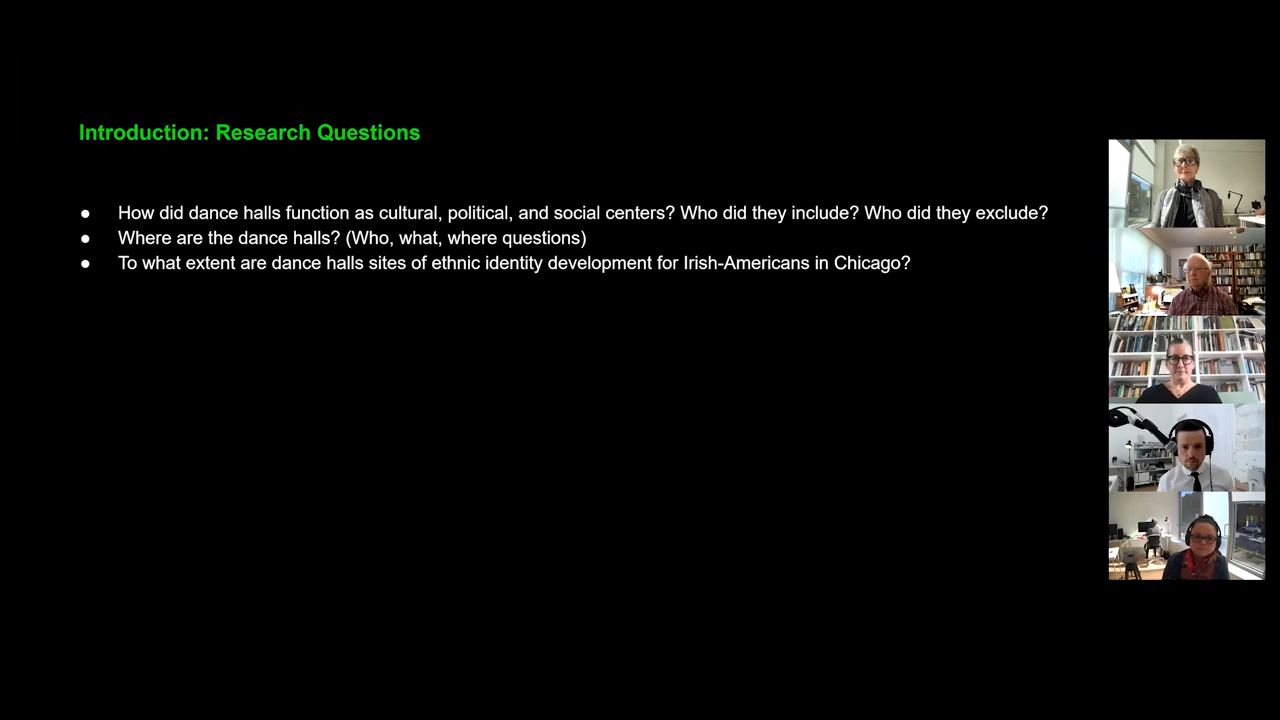 Introduction: Research Questions
● How did dance halls function as cultural, political, and social centers? Who did they include? Who did they exclude?
● Where are the dance halls? (Who, what, where questions)
● To what extent are dance halls sites of ethnic identity development for Irish-Americans in Chicago?